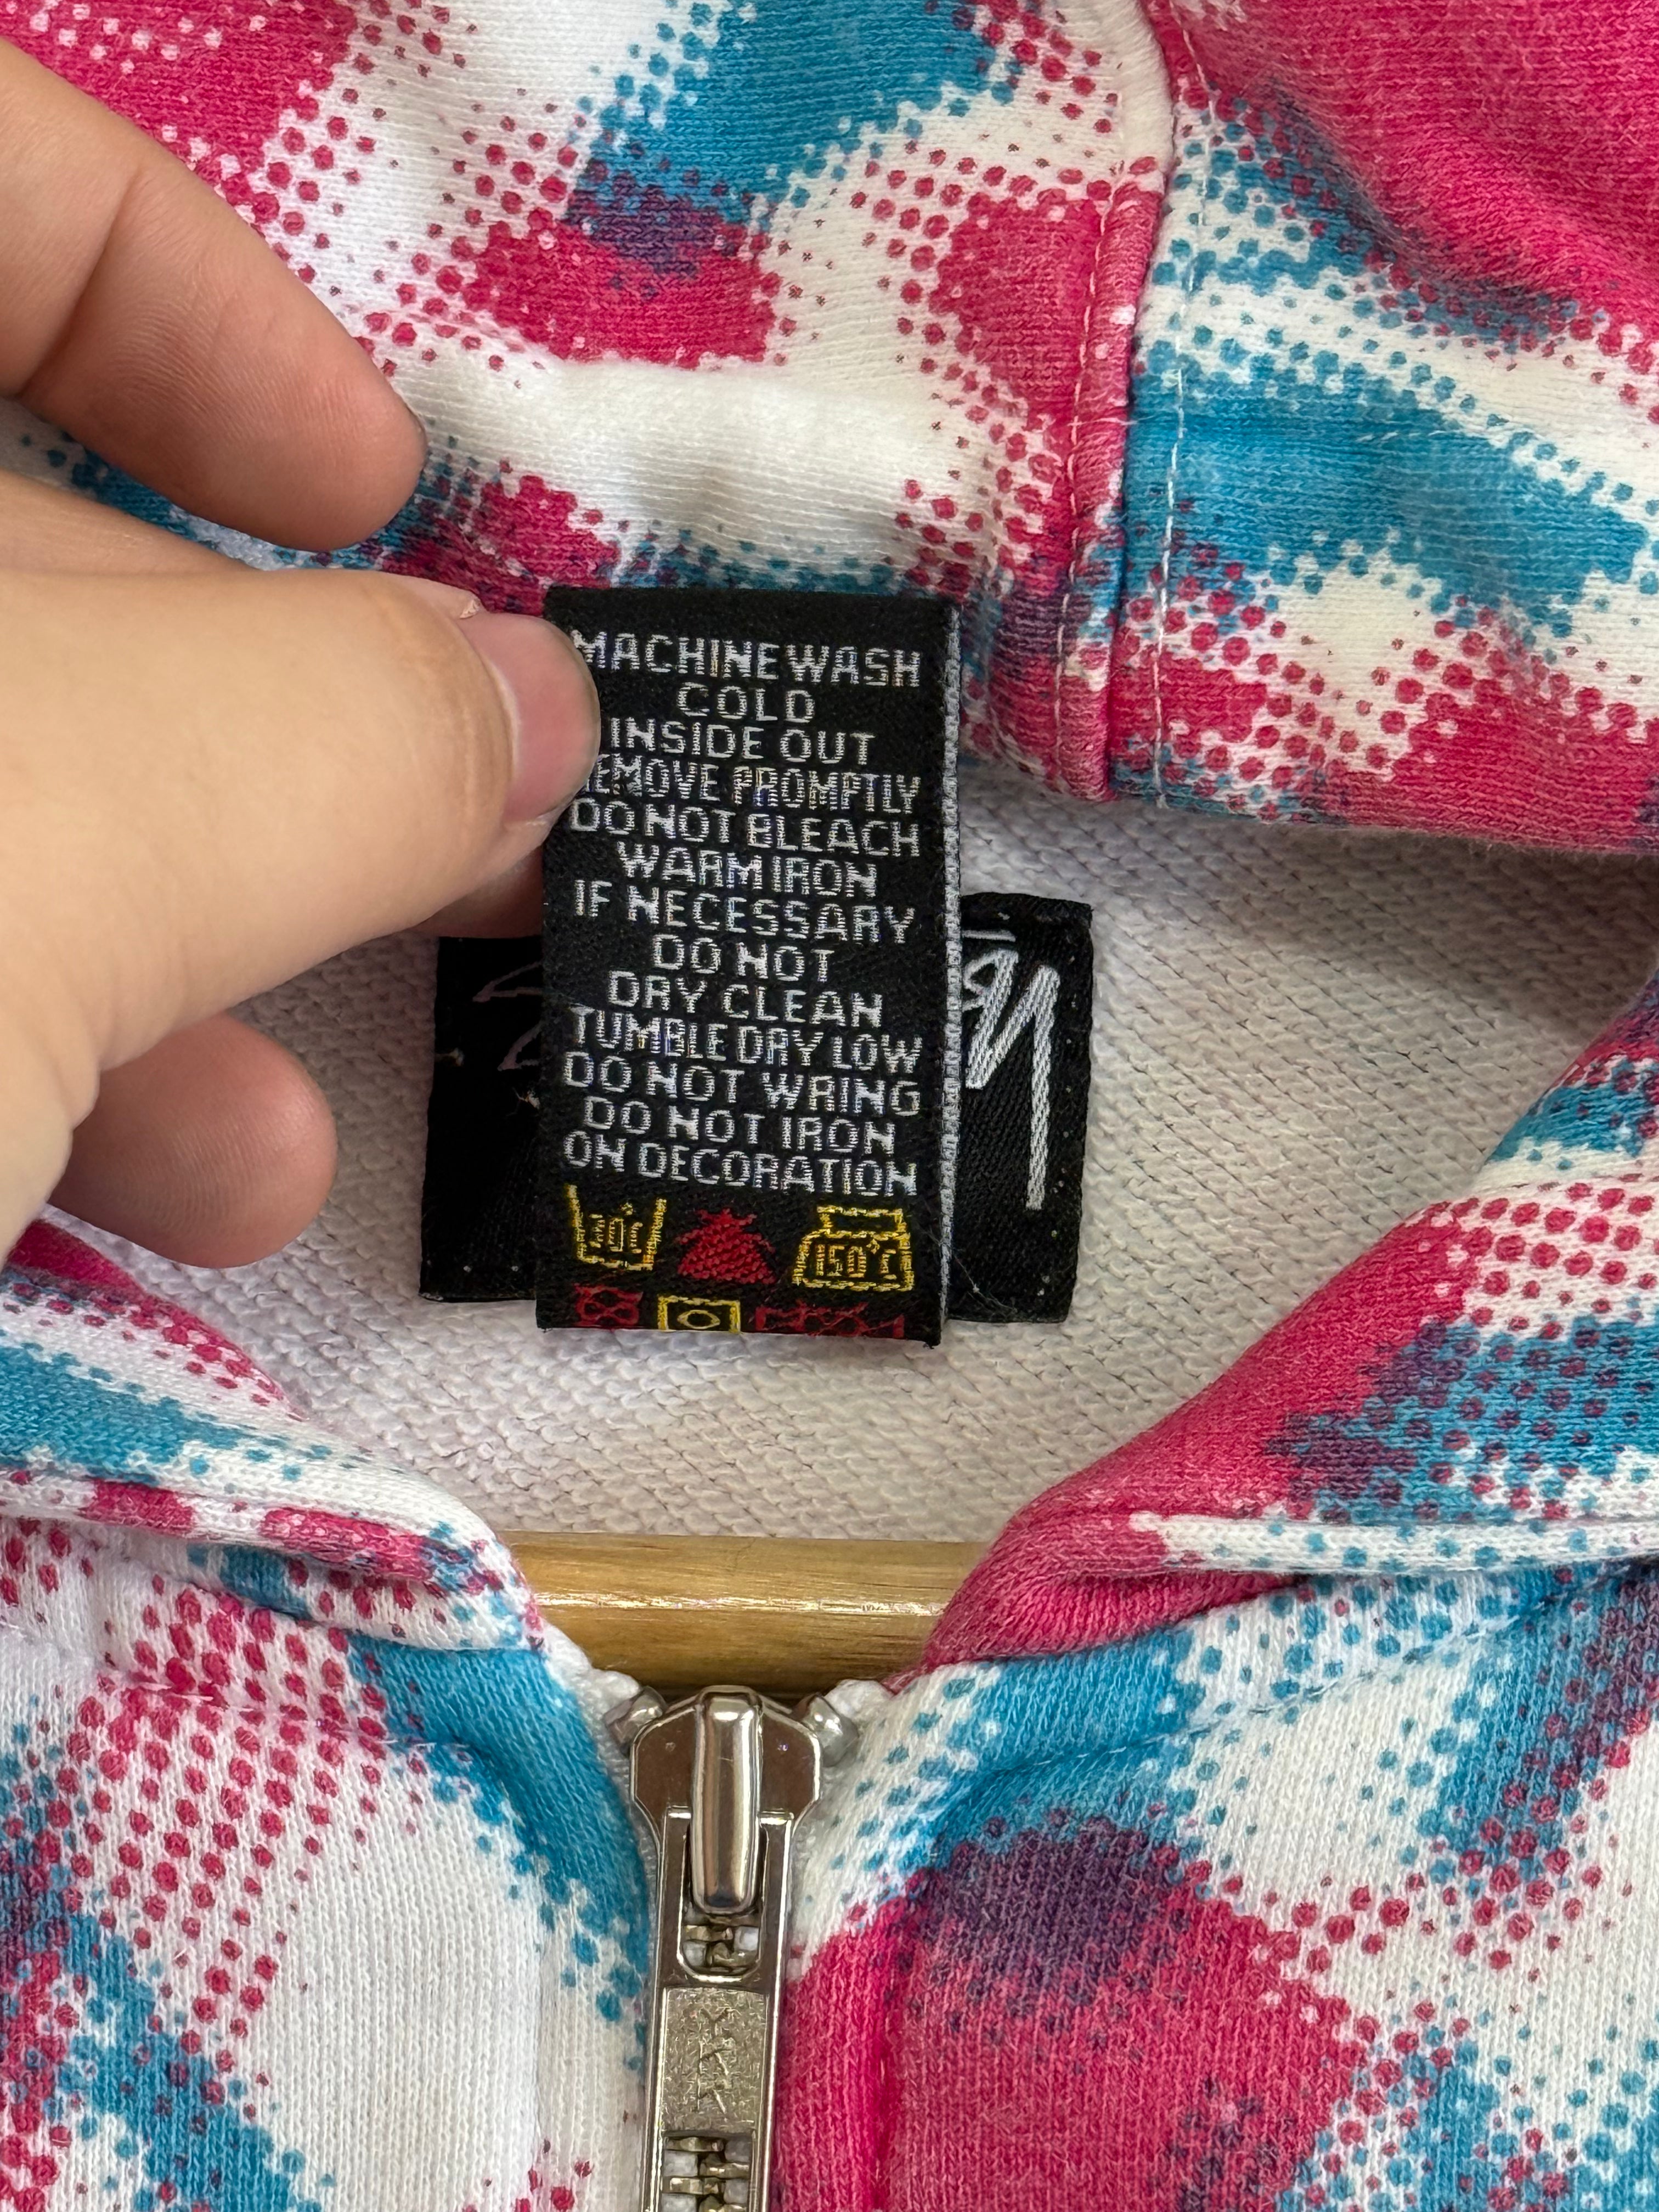 MACHINE WASH
COLD
INSIDE OUT
REMOVE PROMPTLY
DO NOT BLEACH
WARM IRON
IF NECESSARY
DO NOT
DRY CLEAN
TUMBLE DRY LOW
DO NOT WRING
DO NOT IRON
ON DECORATION
150°C
YKK